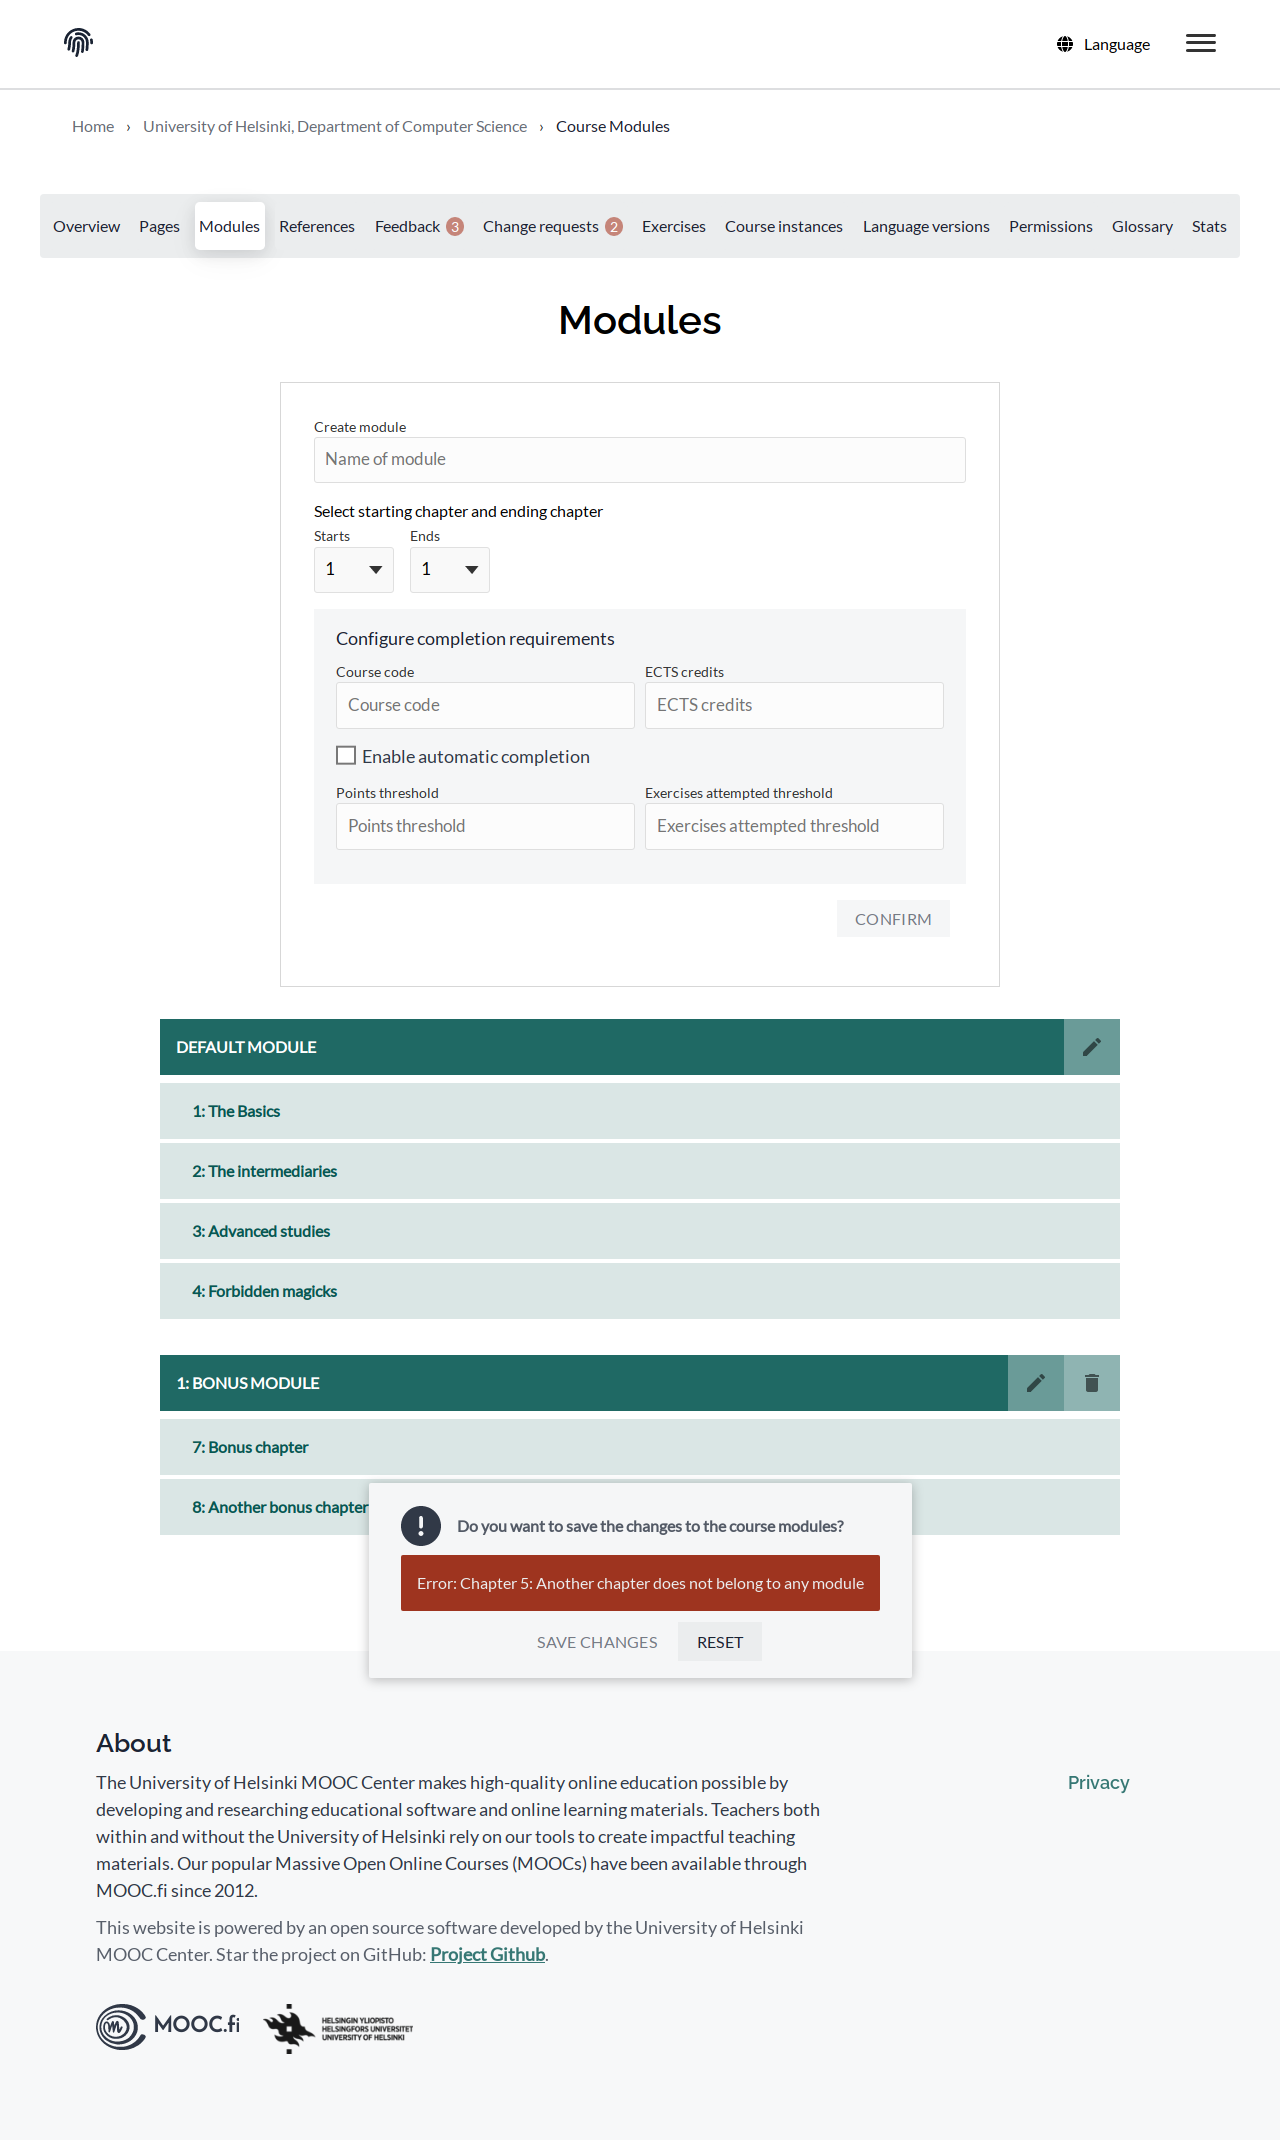 Language
Home › University of Helsinki, Department of Computer Science › Course Modules
Overview Pages Modules References Feedback 3 Change requests 2 Exercises Course instances Language versions Permissions Glossary Stats
Modules
Create module
Name of module
Select starting chapter and ending chapter
Starts Ends
1 1
Configure completion requirements
Course code ECTS credits
Course code ECTS credits
Enable automatic completion
Points threshold Exercises attempted threshold
Points threshold Exercises attempted threshold
CONFIRM
DEFAULT MODULE
1: The Basics
2: The intermediaries
3: Advanced studies
4: Forbidden magicks
1: BONUS MODULE
7: Bonus chapter
8: Another bonus chapter
Do you want to save the changes to the course modules?
Error: Chapter 5: Another chapter does not belong to any module
SAVE CHANGES RESET
About
The University of Helsinki MOOC Center makes high-quality online education possible by
developing and researching educational software and online learning materials. Teachers both
within and without the University of Helsinki rely on our tools to create impactful teaching
materials. Our popular Massive Open Online Courses (MOOCs) have been available through
MOOC.fi since 2012.
Privacy
This website is powered by an open source software developed by the University of Helsinki
MOOC Center. Star the project on GitHub: Project Github.
MOOC.fi
HELSINGIN YLIOPISTO
HELSINGFORS UNIVERSITET
UNIVERSITY OF HELSINKI